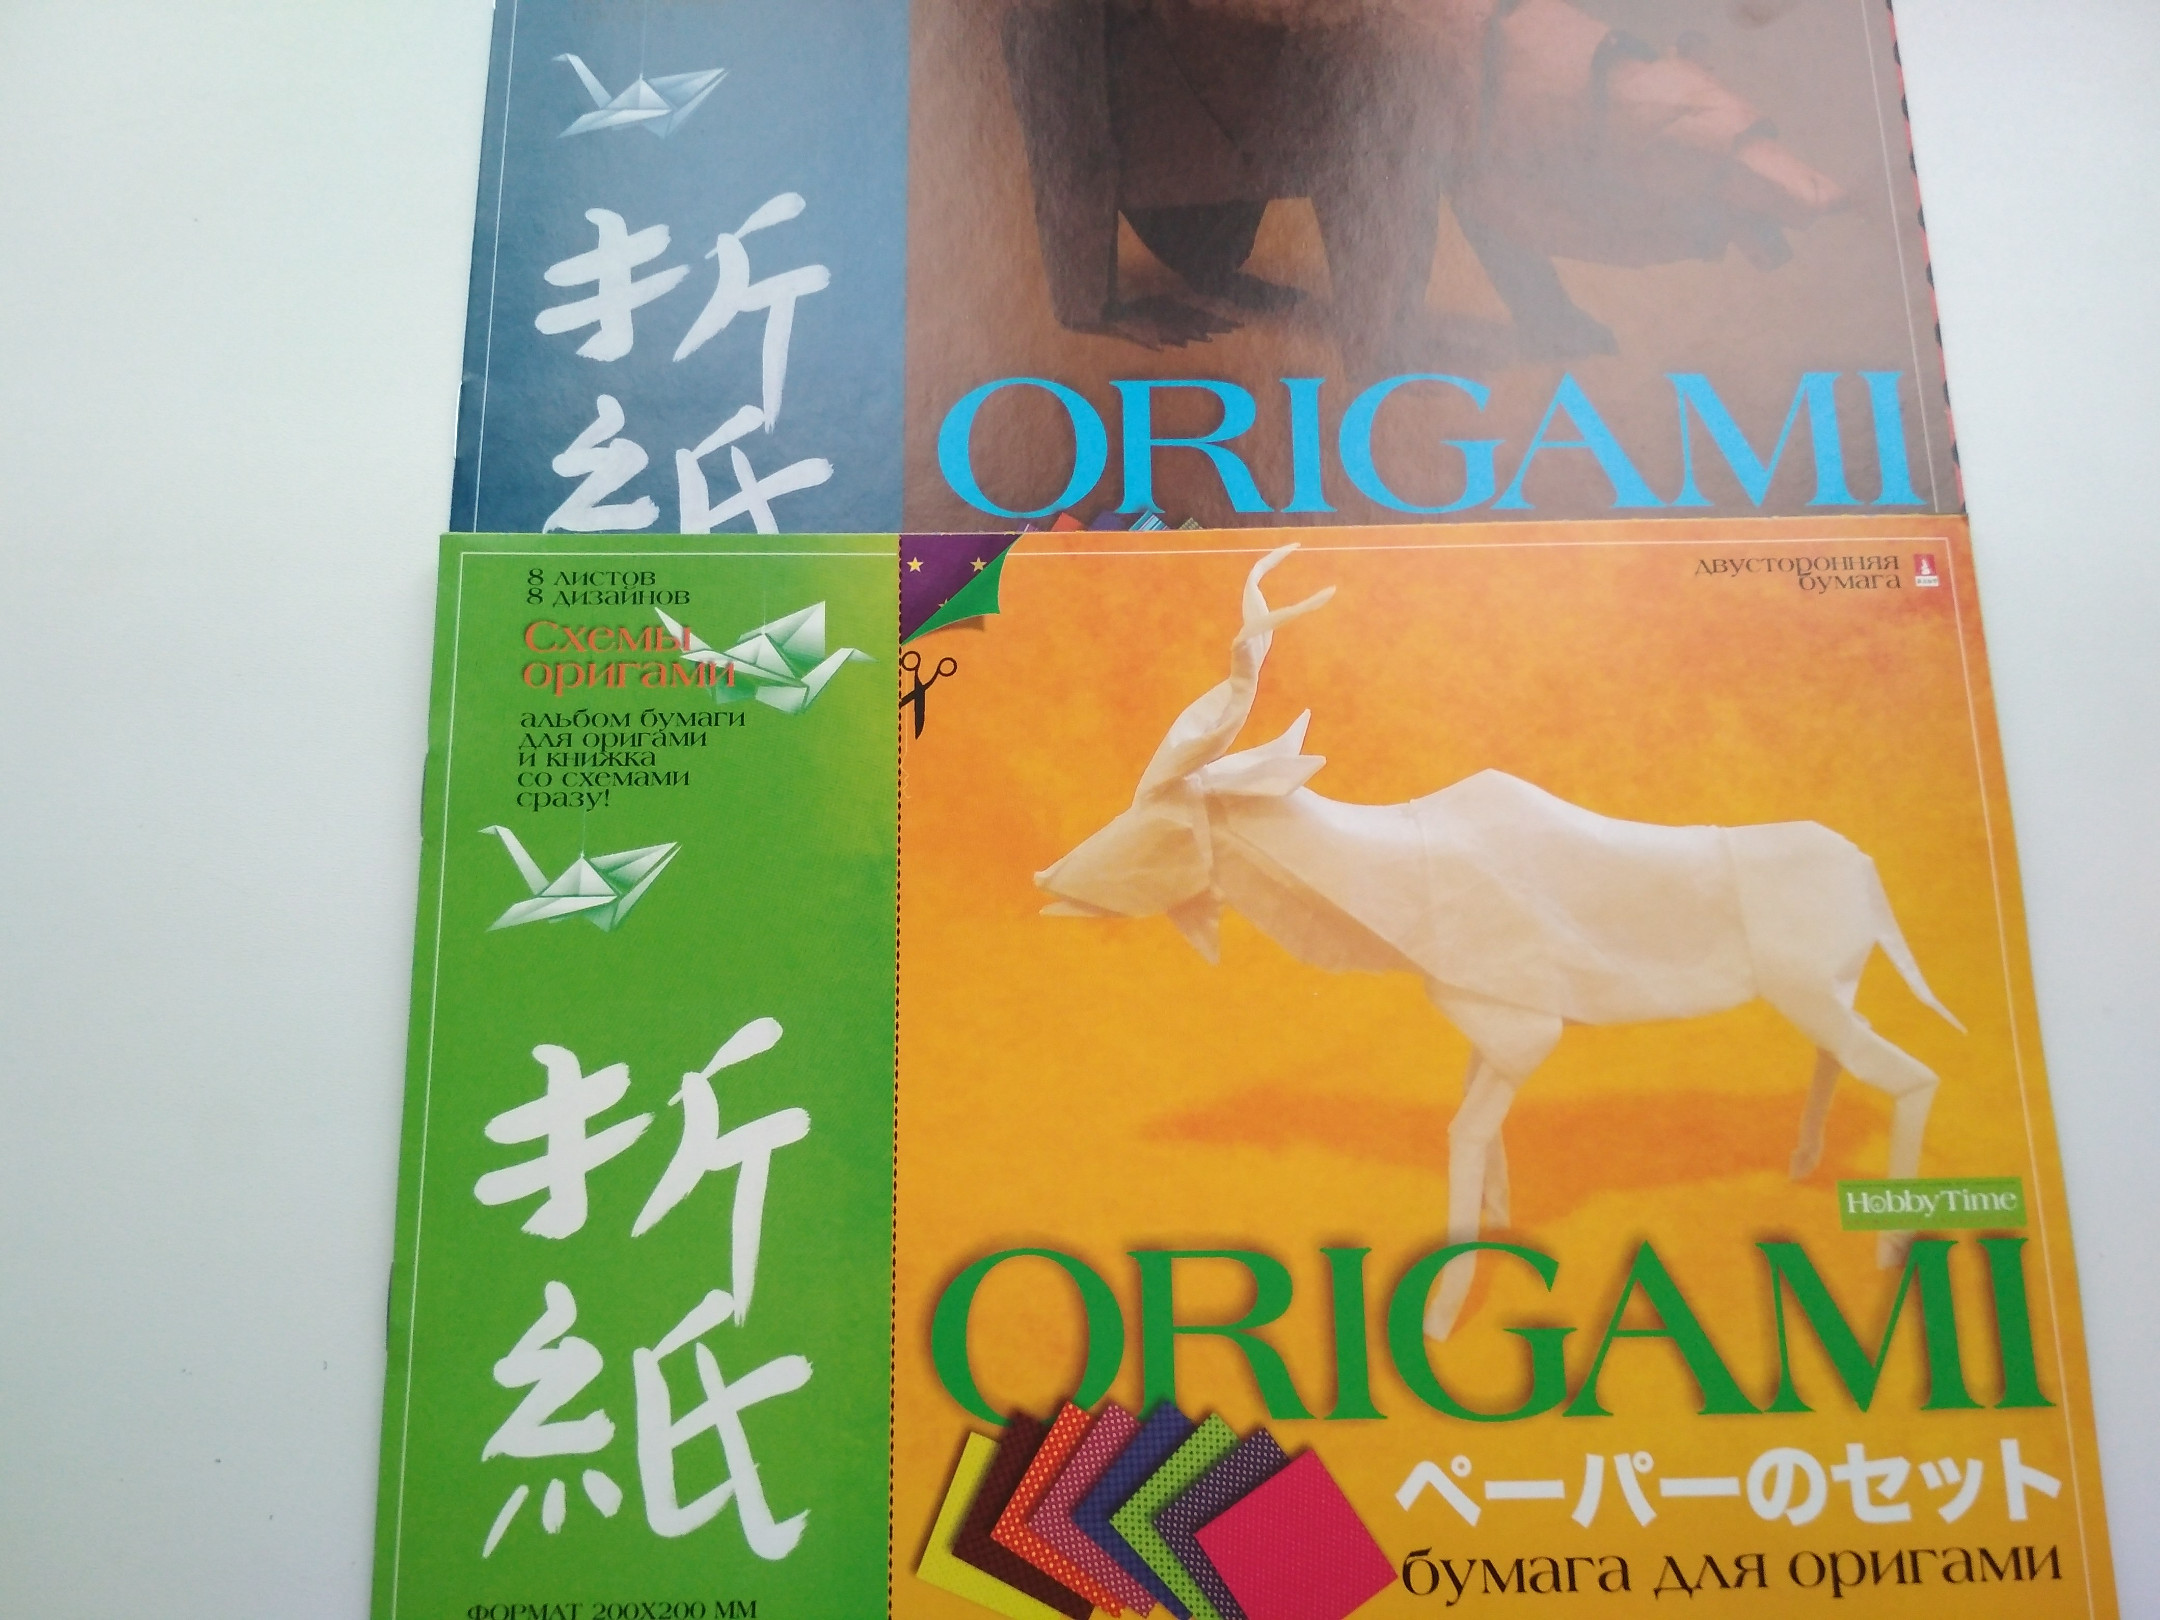 折
紙
ORIGAMI
8 листов
8 дизайнов
Схемы
оригами
альбом бумаги
для оригами
и книжка
со схемами
сразу!
折
紙
ФОРМАТ 200X200 ММ
двусторонняя
бумага
HobbyTime
ORIGAMI
ペーパーのセット
бумага для оригами